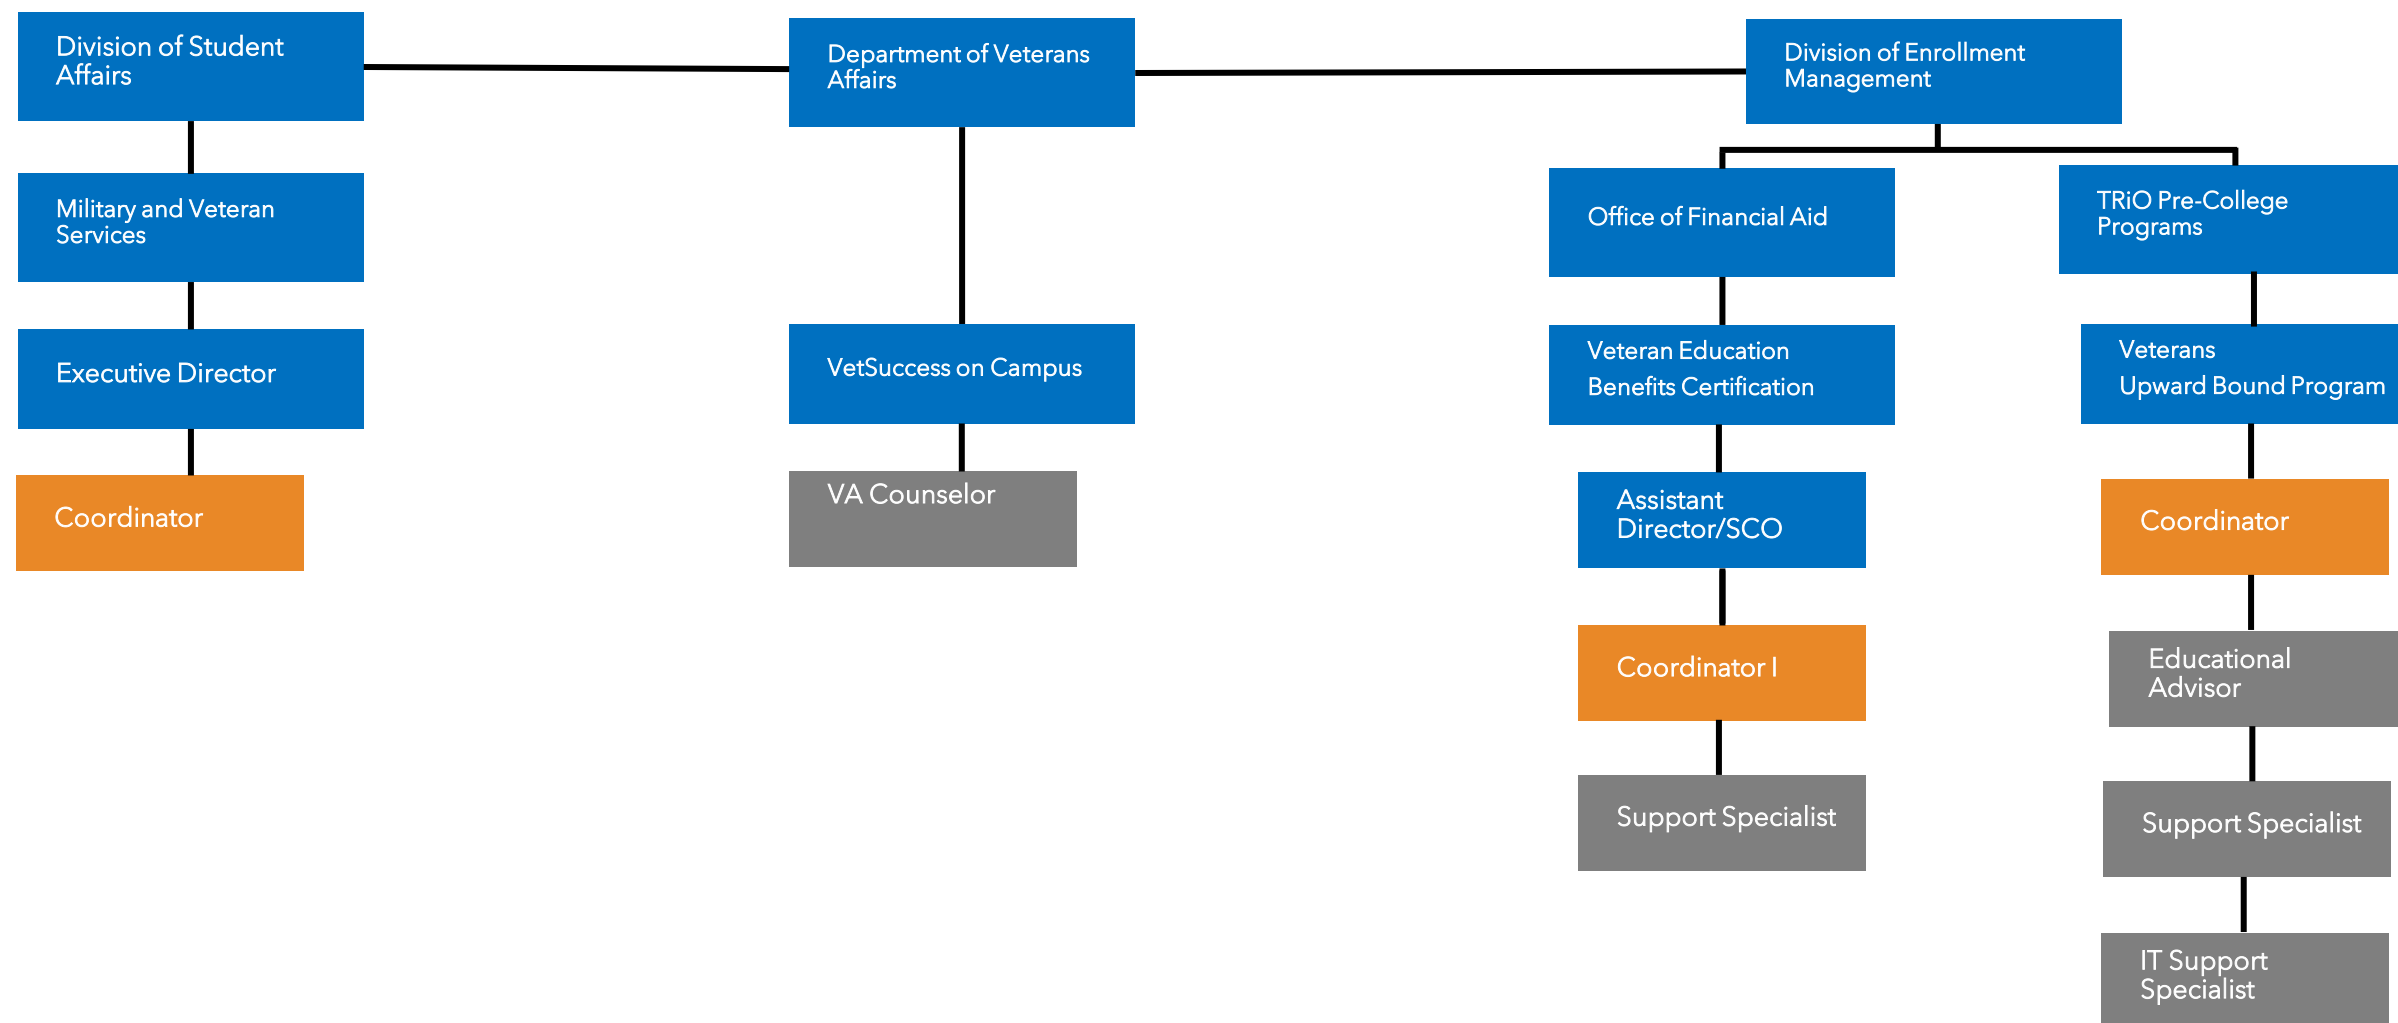 Division of Student
Affairs
Department of Veterans
Affairs
Division of Enrollment
Management
Military and Veteran
Services
Office of Financial Aid
TRiO Pre-College
Programs
Executive Director
VetSuccess on Campus
Veteran Education
Benefits Certification
Veterans
Upward Bound Program
Coordinator
VA Counselor
Assistant
Director/SCO
Coordinator
Coordinator I
Educational
Advisor
Support Specialist
Support Specialist
IT Support
Specialist